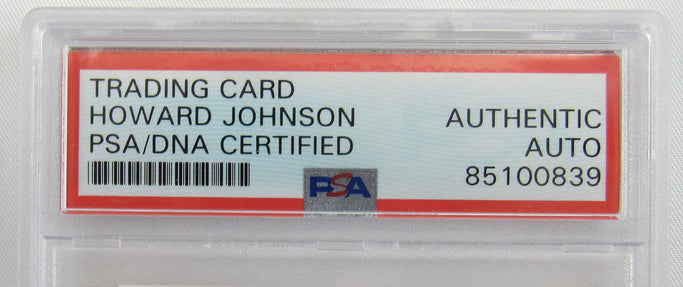 TRADING CARD
HOWARD JOHNSON
PSA/DNA CERTIFIED
AUTHENTIC
AUTO
85100839
PSA